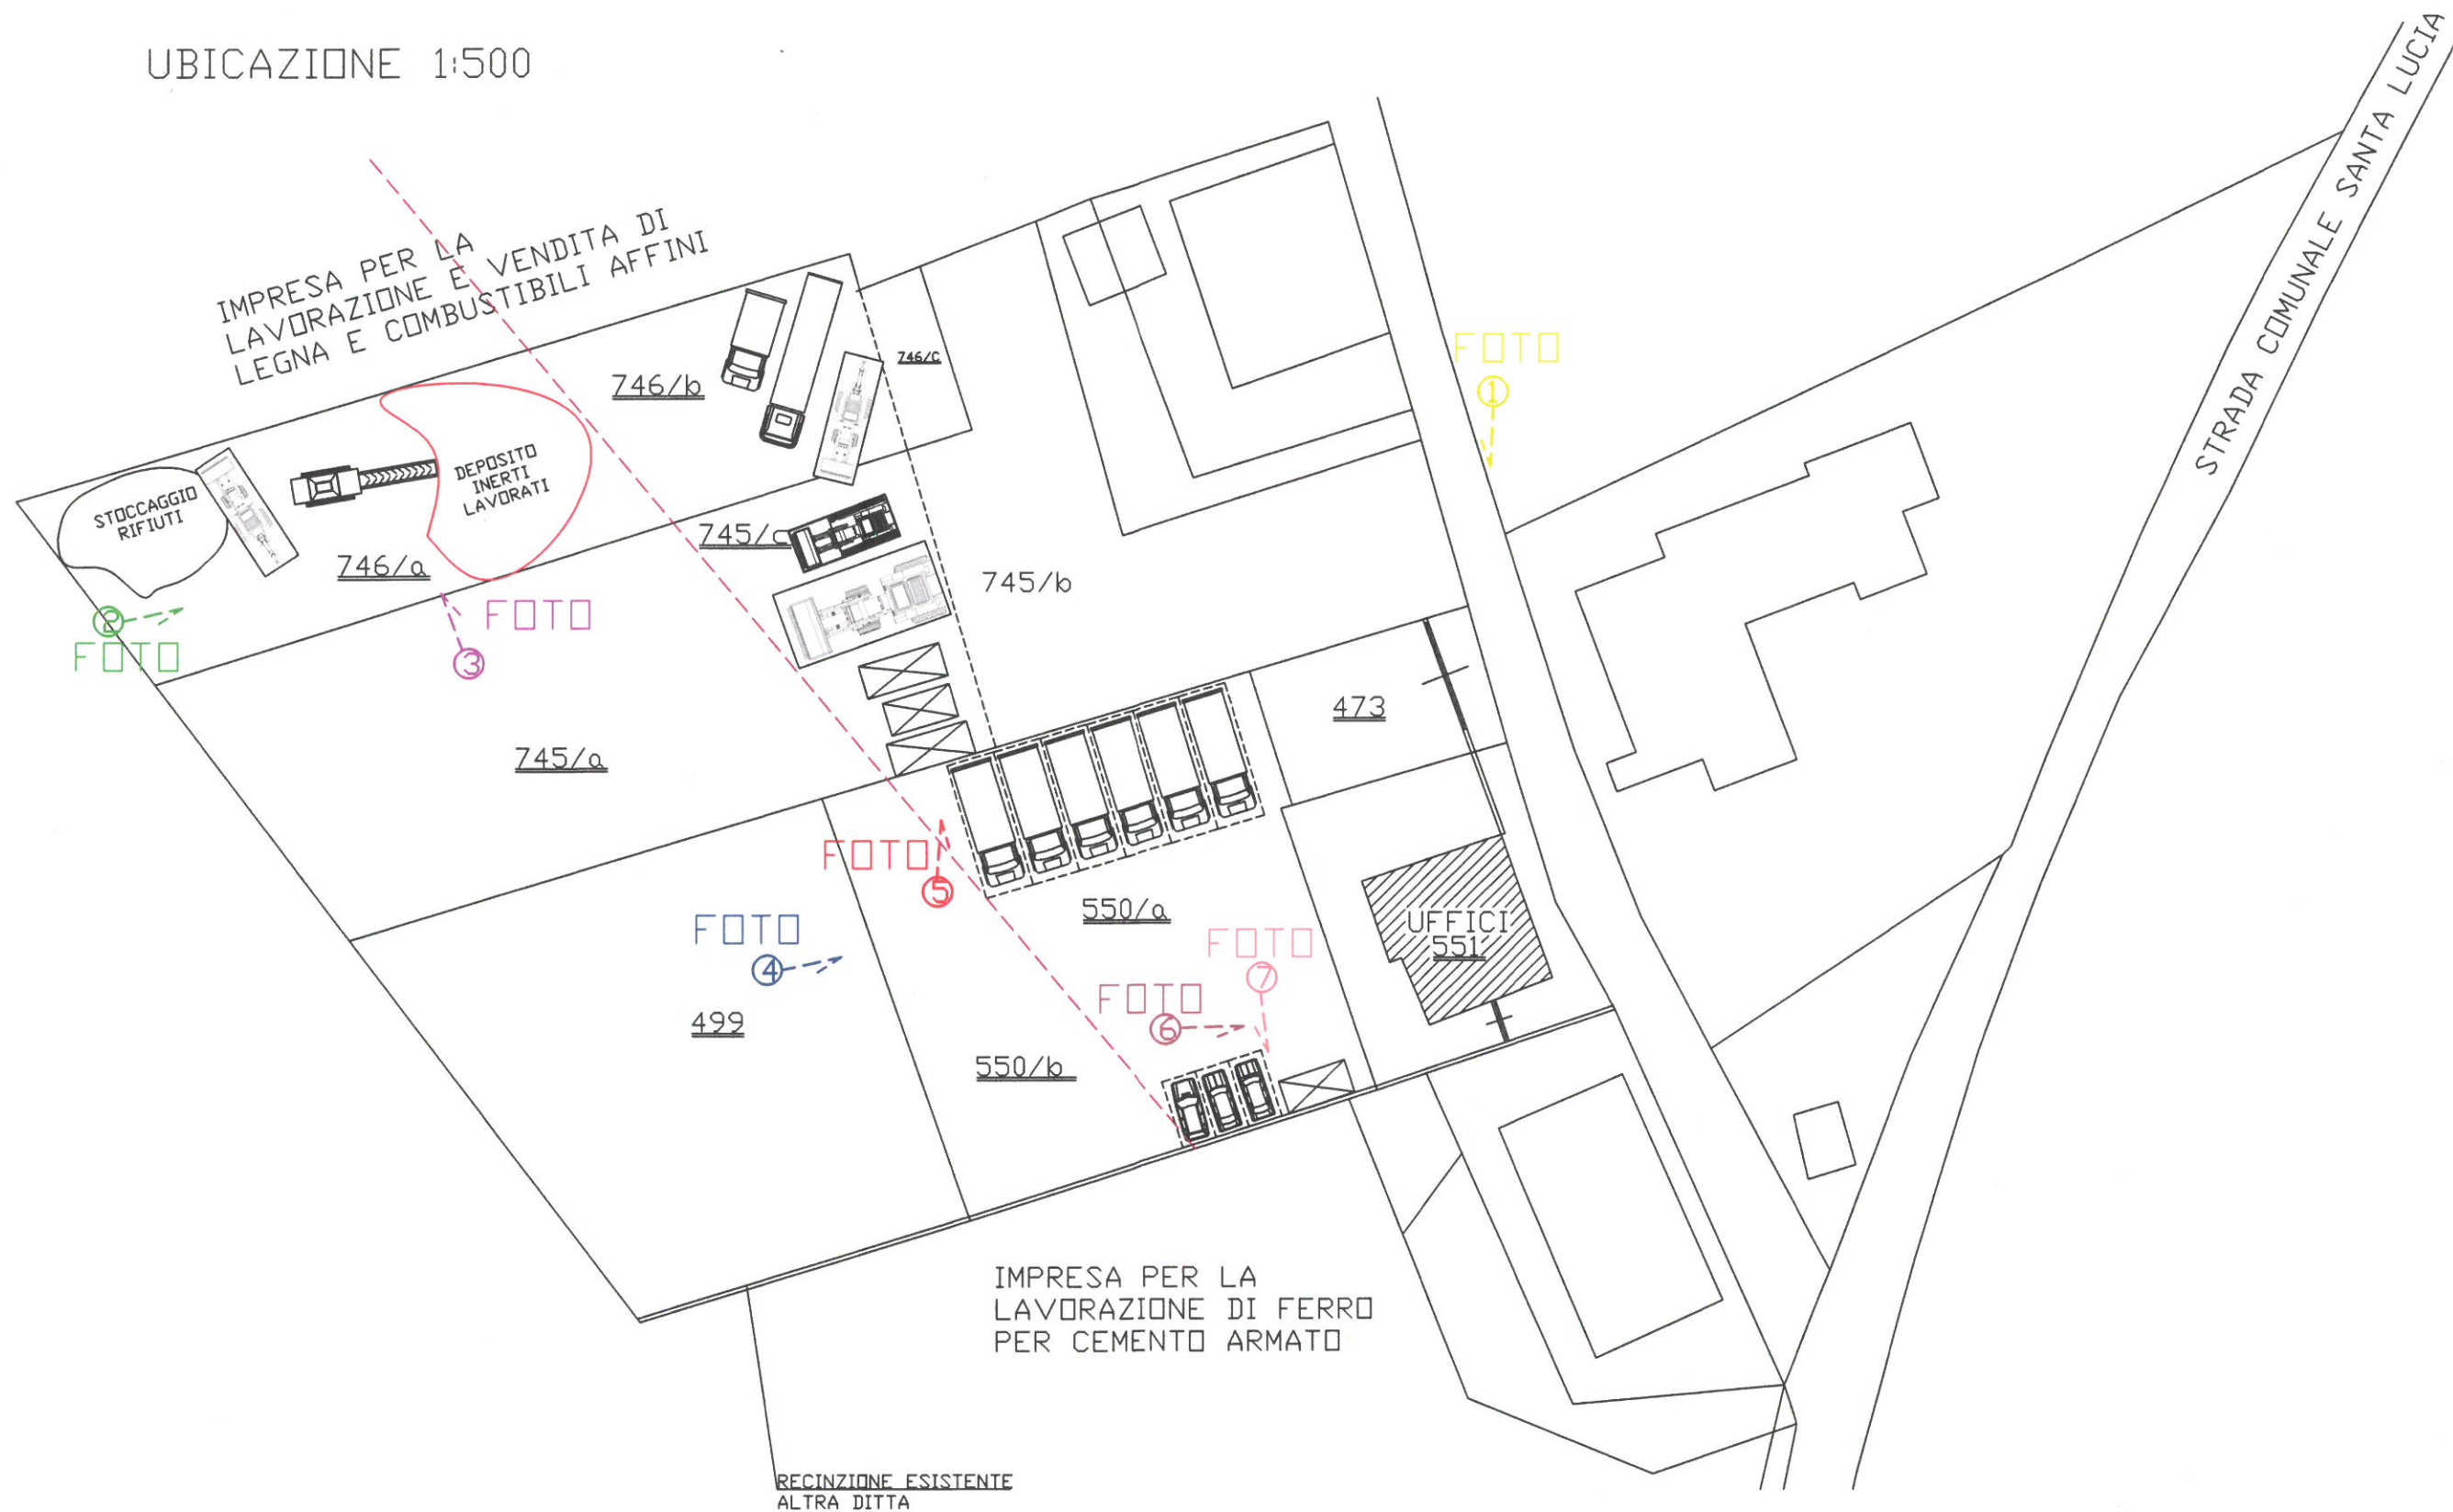 UBICAZIONE 1:500
STRADA COMUNALE SANTA LUCIA
IMPRESA PER LA
LAVORAZIONE E VENDITA DI
LEGNA E COMBUSTIBILI AFFINI
746/b
746/c
FOTO
1
STOCCAGGIO
RIFIUTI
DEPOSITO
INERTI
LAVORATI
746/a
745/c
745/b
2
FOTO
FOTO
3
745/a
473
FOTO
5
FOTO
4
550/a
UFFICI
551
FOTO
7
FOTO
6
499
550/b
IMPRESA PER LA
LAVORAZIONE DI FERRO
PER CEMENTO ARMATO
RECINZIONE ESISTENTE
ALTRA DITTA